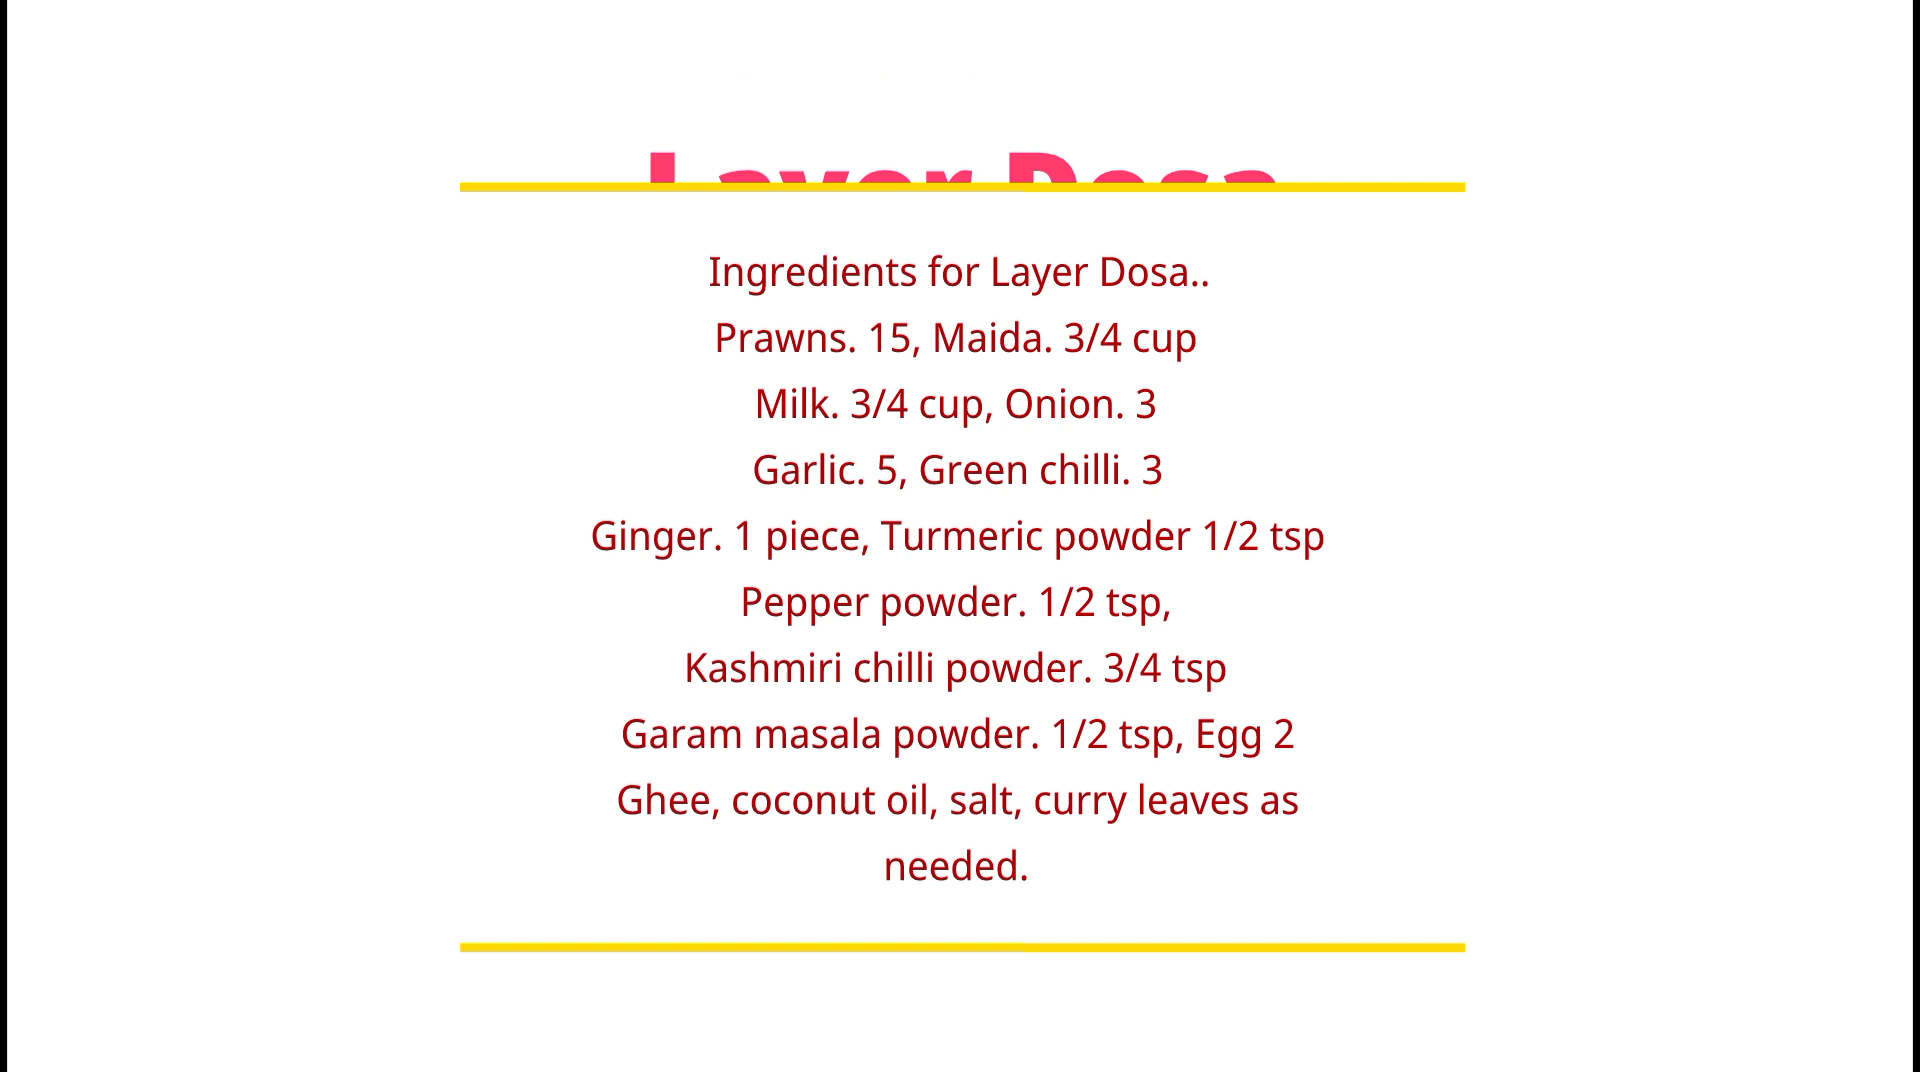 Layer Dosa
Ingredients for Layer Dosa..
Prawns. 15, Maida. 3/4 cup
Milk. 3/4 cup, Onion. 3
Garlic. 5, Green chilli. 3
Ginger. 1 piece, Turmeric powder 1/2 tsp
Pepper powder. 1/2 tsp,
Kashmiri chilli powder. 3/4 tsp
Garam masala powder. 1/2 tsp, Egg 2
Ghee, coconut oil, salt, curry leaves as
needed.